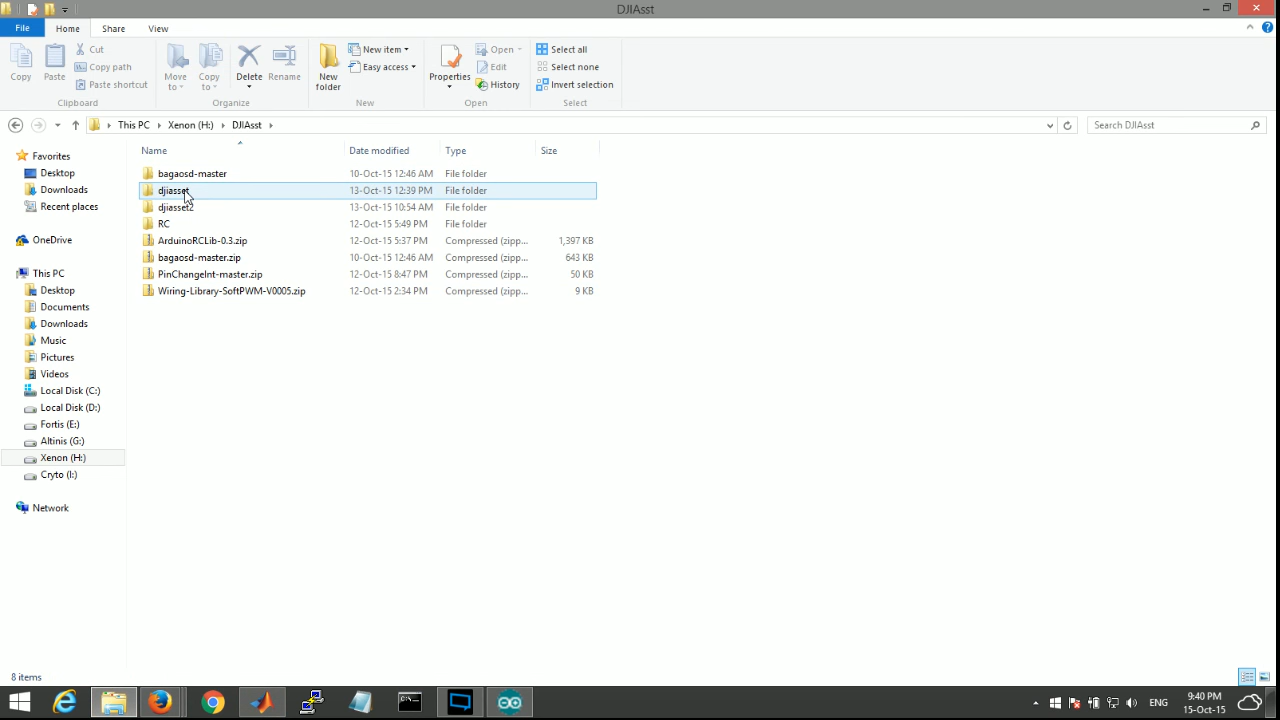 DJIAsst
File Home Share View
Copy
Paste
Cut
Copy path
Paste shortcut
Clipboard
Move to
Copy to
Delete
Rename
Organize
New folder
New item
Easy access
New
Properties
Open
Edit
History
Open
Select all
Select none
Invert selection
Select
This PC Xenon (H:) DJIAsst
Search DJIAsst
Name Date modified Type Size
bagaosd-master 10-Oct-15 12:46 AM File folder
djiasset 13-Oct-15 12:39 PM File folder
djiasset2 13-Oct-15 10:54 AM File folder
RC 12-Oct-15 5:49 PM File folder
ArduinoRCLib-0.3.zip 12-Oct-15 5:37 PM Compressed (zipp... 1,397 KB
bagaosd-master.zip 10-Oct-15 12:46 AM Compressed (zipp... 643 KB
PinChangeInt-master.zip 12-Oct-15 8:47 PM Compressed (zipp... 50 KB
Wiring-Library-SoftPWM-V0005.zip 12-Oct-15 2:34 PM Compressed (zipp... 9 KB
Favorites
Desktop
Downloads
Recent places
OneDrive
This PC
Desktop
Documents
Downloads
Music
Pictures
Videos
Local Disk (C:)
Local Disk (D:)
Fortis (E:)
Altinis (G:)
Xenon (H:)
Cryto (I:)
Network
8 items
ENG
9:40 PM
15-Oct-15